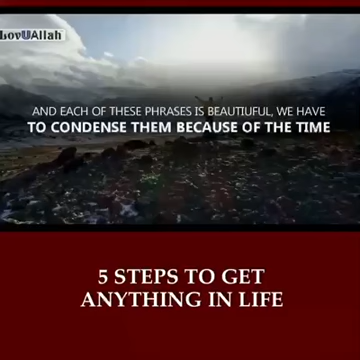 LovUAllah
AND EACH OF THESE PHRASES IS BEAUTIUFUL, WE HAVE
TO CONDENSE THEM BECAUSE OF THE TIME
5 STEPS TO GET
ANYTHING IN LIFE